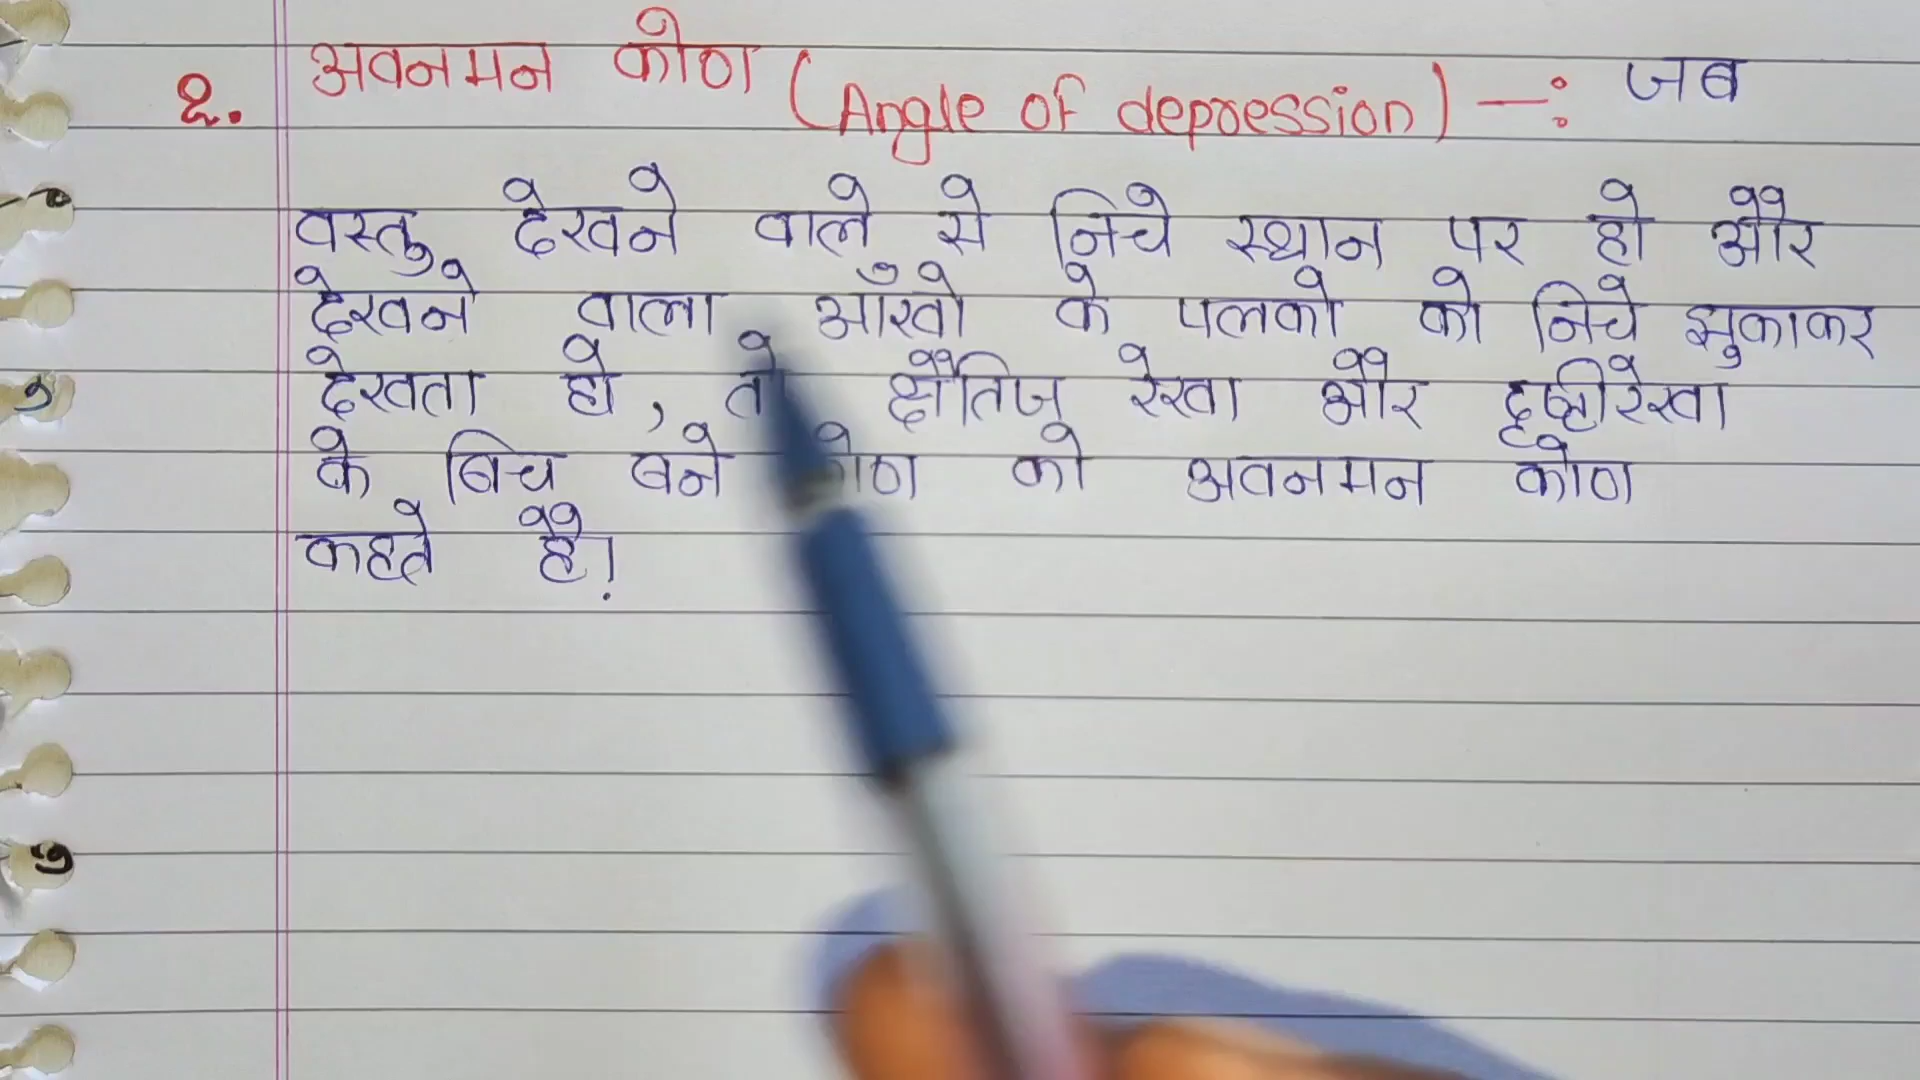 2. अवनमन कोण (Angle of depression) —: जब
वस्तु देखने वाले से निचे स्थान पर हो और
देखने वाला आँखो के पलको को निचे झुकाकर
देखता हो, तो क्षैतिज रेखा और दृष्टीरेखा
के बिच बने कोण को अवनमन कोण
कहते है।